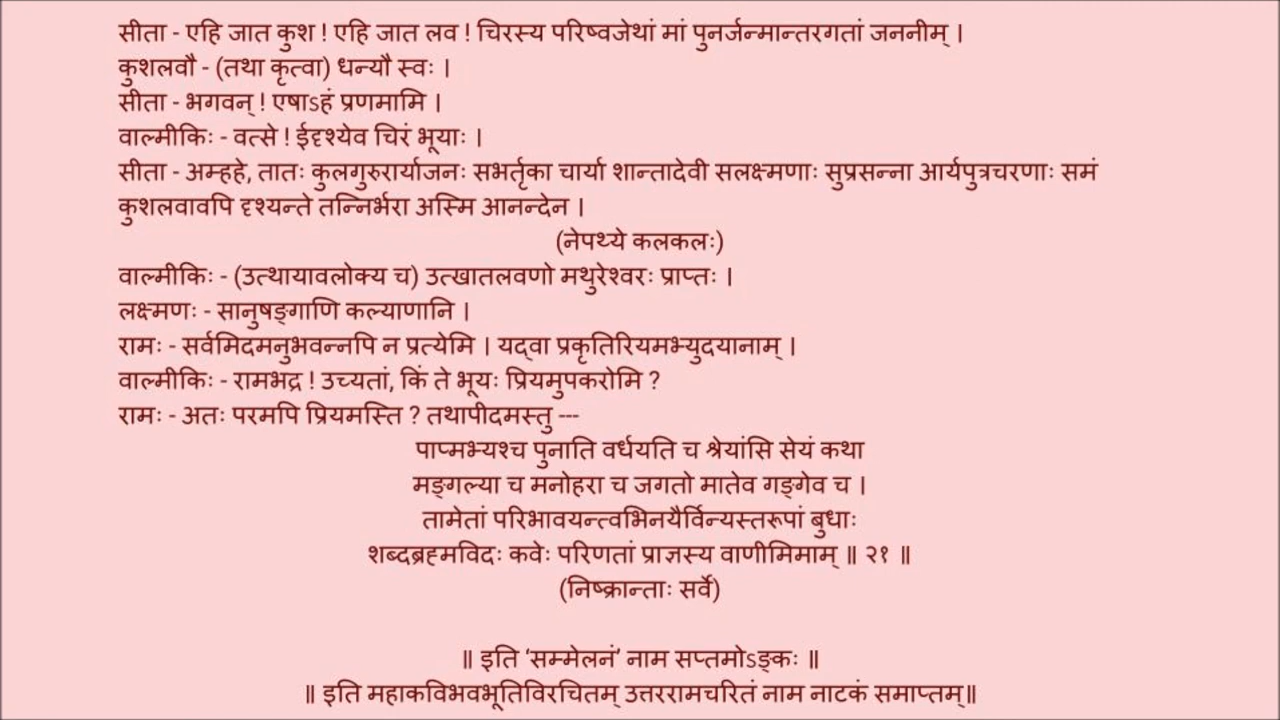 सीता - एहि जात कुश ! एहि जात लव ! चिरस्य परिष्वजेथां मां पुनर्जन्मान्तरगतां जननीम् ।
कुशलवौ - (तथा कृत्वा) धन्यौ स्वः ।
सीता - भगवन् ! एषाऽहं प्रणमामि ।
वाल्मीकिः - वत्से ! ईदृश्येव चिरं भूयाः ।
सीता - अम्हहे, तातः कुलगुरुरार्याजनः सभर्तृका चार्या शान्तादेवी सलक्ष्मणाः सुप्रसन्ना आर्यपुत्रचरणाः समं
कुशलवावपि दृश्यन्ते तन्निर्भरा अस्मि आनन्देन ।
(नेपथ्ये कलकलः)
वाल्मीकिः - (उत्थायावलोक्य च) उत्खातलवणो मथुरेश्वरः प्राप्तः ।
लक्ष्मणः - सानुषङ्गाणि कल्याणानि ।
रामः - सर्वमिदमनुभवन्नपि न प्रत्येमि । यद्वा प्रकृतिरियमभ्युदयानाम् ।
वाल्मीकिः - रामभद्र ! उच्यतां, किं ते भूयः प्रियमुपकरोमि ?
रामः - अतः परमपि प्रियमस्ति ? तथापीदमस्तु ---
पाप्मभ्यश्च पुनाति वर्धयति च श्रेयांसि सेयं कथा
मङ्गल्या च मनोहरा च जगतो मातेव गङ्गेव च ।
तामेतां परिभावयन्त्वभिनयैर्विन्यस्तरूपां बुधाः
शब्दब्रह्मविदः कवेः परिणतां प्राज्ञस्य वाणीमिमाम् ॥ २१ ॥
(निष्क्रान्ताः सर्वे)
॥ इति ‘सम्मेलनं’ नाम सप्तमोऽङ्कः ॥
॥ इति महाकविभवभूतिविरचितम् उत्तररामचरितं नाम नाटकं समाप्तम्॥